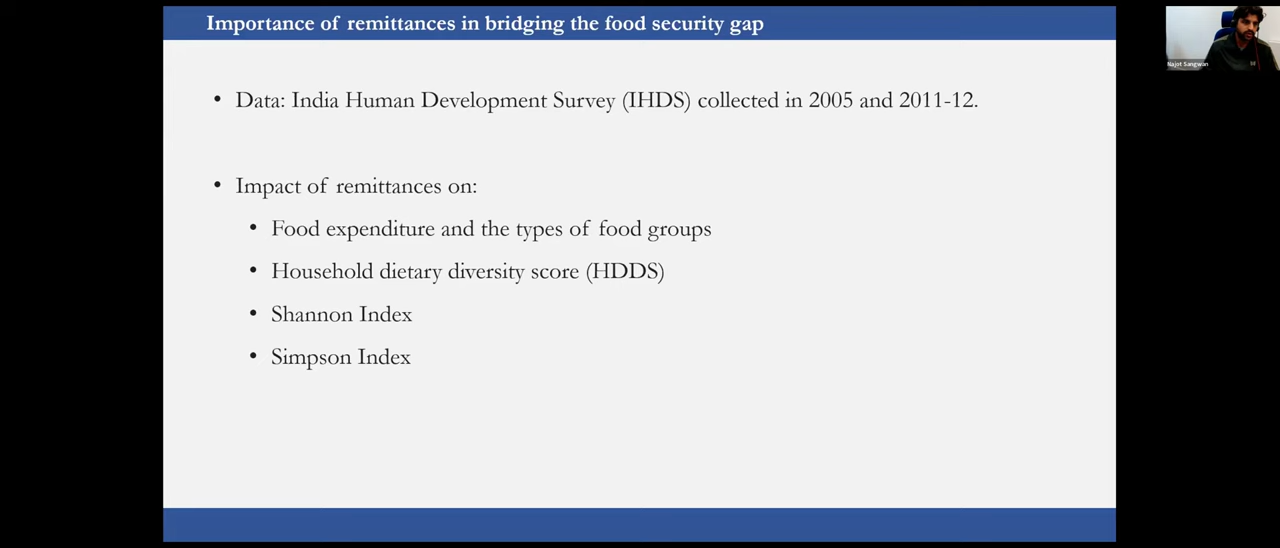 Importance of remittances in bridging the food security gap
Najot Sangwan
• Data: India Human Development Survey (IHDS) collected in 2005 and 2011-12.
• Impact of remittances on:
• Food expenditure and the types of food groups
• Household dietary diversity score (HDDS)
• Shannon Index
• Simpson Index